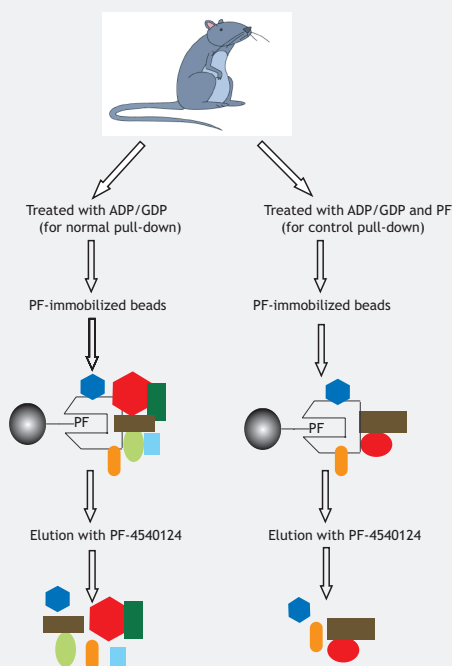 Treated with ADP/GDP
(for normal pull-down)
Treated with ADP/GDP and PF
(for control pull-down)
PF-immobilized beads
PF-immobilized beads
PF
PF
Elution with PF-4540124
Elution with PF-4540124